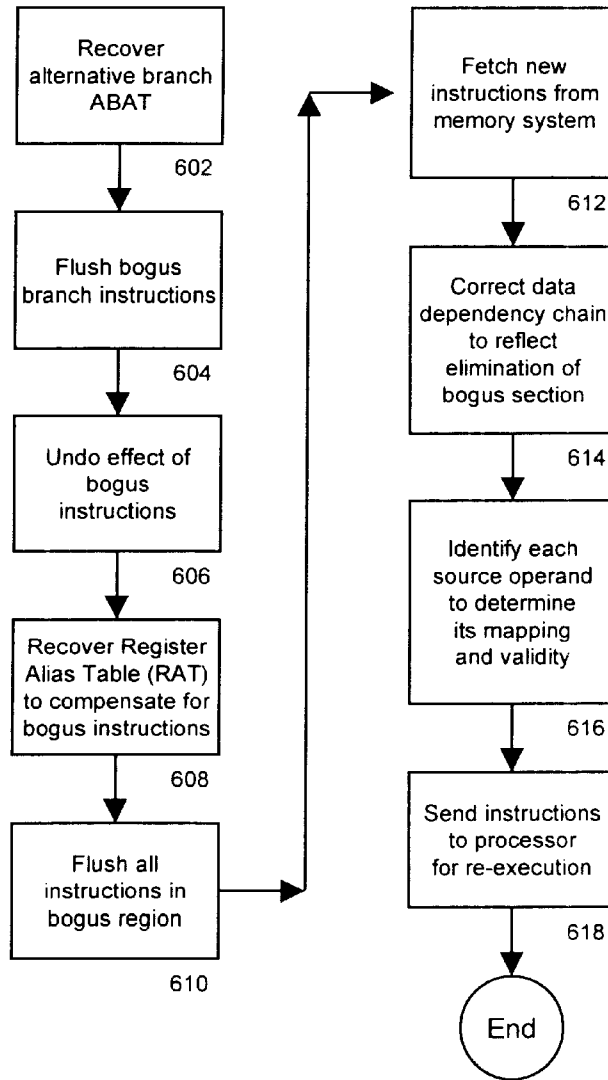 Recover
alternative branch
ABAT
602
Flush bogus
branch instructions
604
Undo effect of
bogus
instructions
606
Recover Register
Alias Table (RAT)
to compensate for
bogus instructions
608
Flush all
instructions in
bogus region
610
Fetch new
instructions from
memory system
612
Correct data
dependency chain
to reflect
elimination of
bogus section
614
Identify each
source operand
to determine
its mapping
and validity
616
Send instructions
to processor
for re-execution
618
End